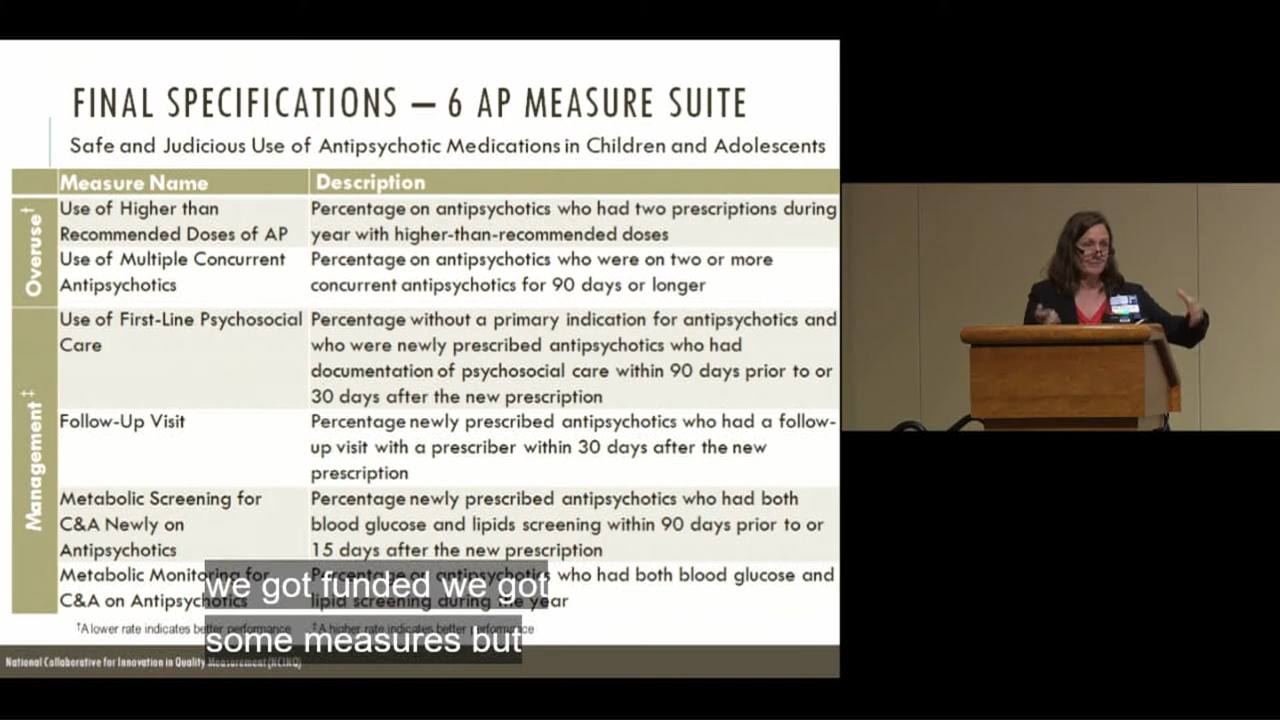 FINAL SPECIFICATIONS – 6 AP MEASURE SUITE
Safe and Judicious Use of Antipsychotic Medications in Children and Adolescents
Measure Name
Description
Overuse†
Use of Higher than
Recommended Doses of AP
Percentage on antipsychotics who had two prescriptions during
year with higher-than-recommended doses
Use of Multiple Concurrent
Antipsychotics
Percentage on antipsychotics who were on two or more
concurrent antipsychotics for 90 days or longer
Management‡
Use of First-Line Psychosocial
Care
Percentage without a primary indication for antipsychotics and
who were newly prescribed antipsychotics who had
documentation of psychosocial care within 90 days prior to or
30 days after the new prescription
Follow-Up Visit
Percentage newly prescribed antipsychotics who had a follow-
up visit with a prescriber within 30 days after the new
prescription
Metabolic Screening for
C&A Newly on
Antipsychotics
Percentage newly prescribed antipsychotics who had both
blood glucose and lipids screening within 90 days prior to or
15 days after the new prescription
Metabolic Monitoring for
C&A on Antipsychotics
Percentage on antipsychotics who had both blood glucose and
lipid screening during the year
†A lower rate indicates better performance
‡A higher rate indicates better performance
National Collaborative for Innovation in Quality Measurement (NCINQ)
we got funded we got
some measures but